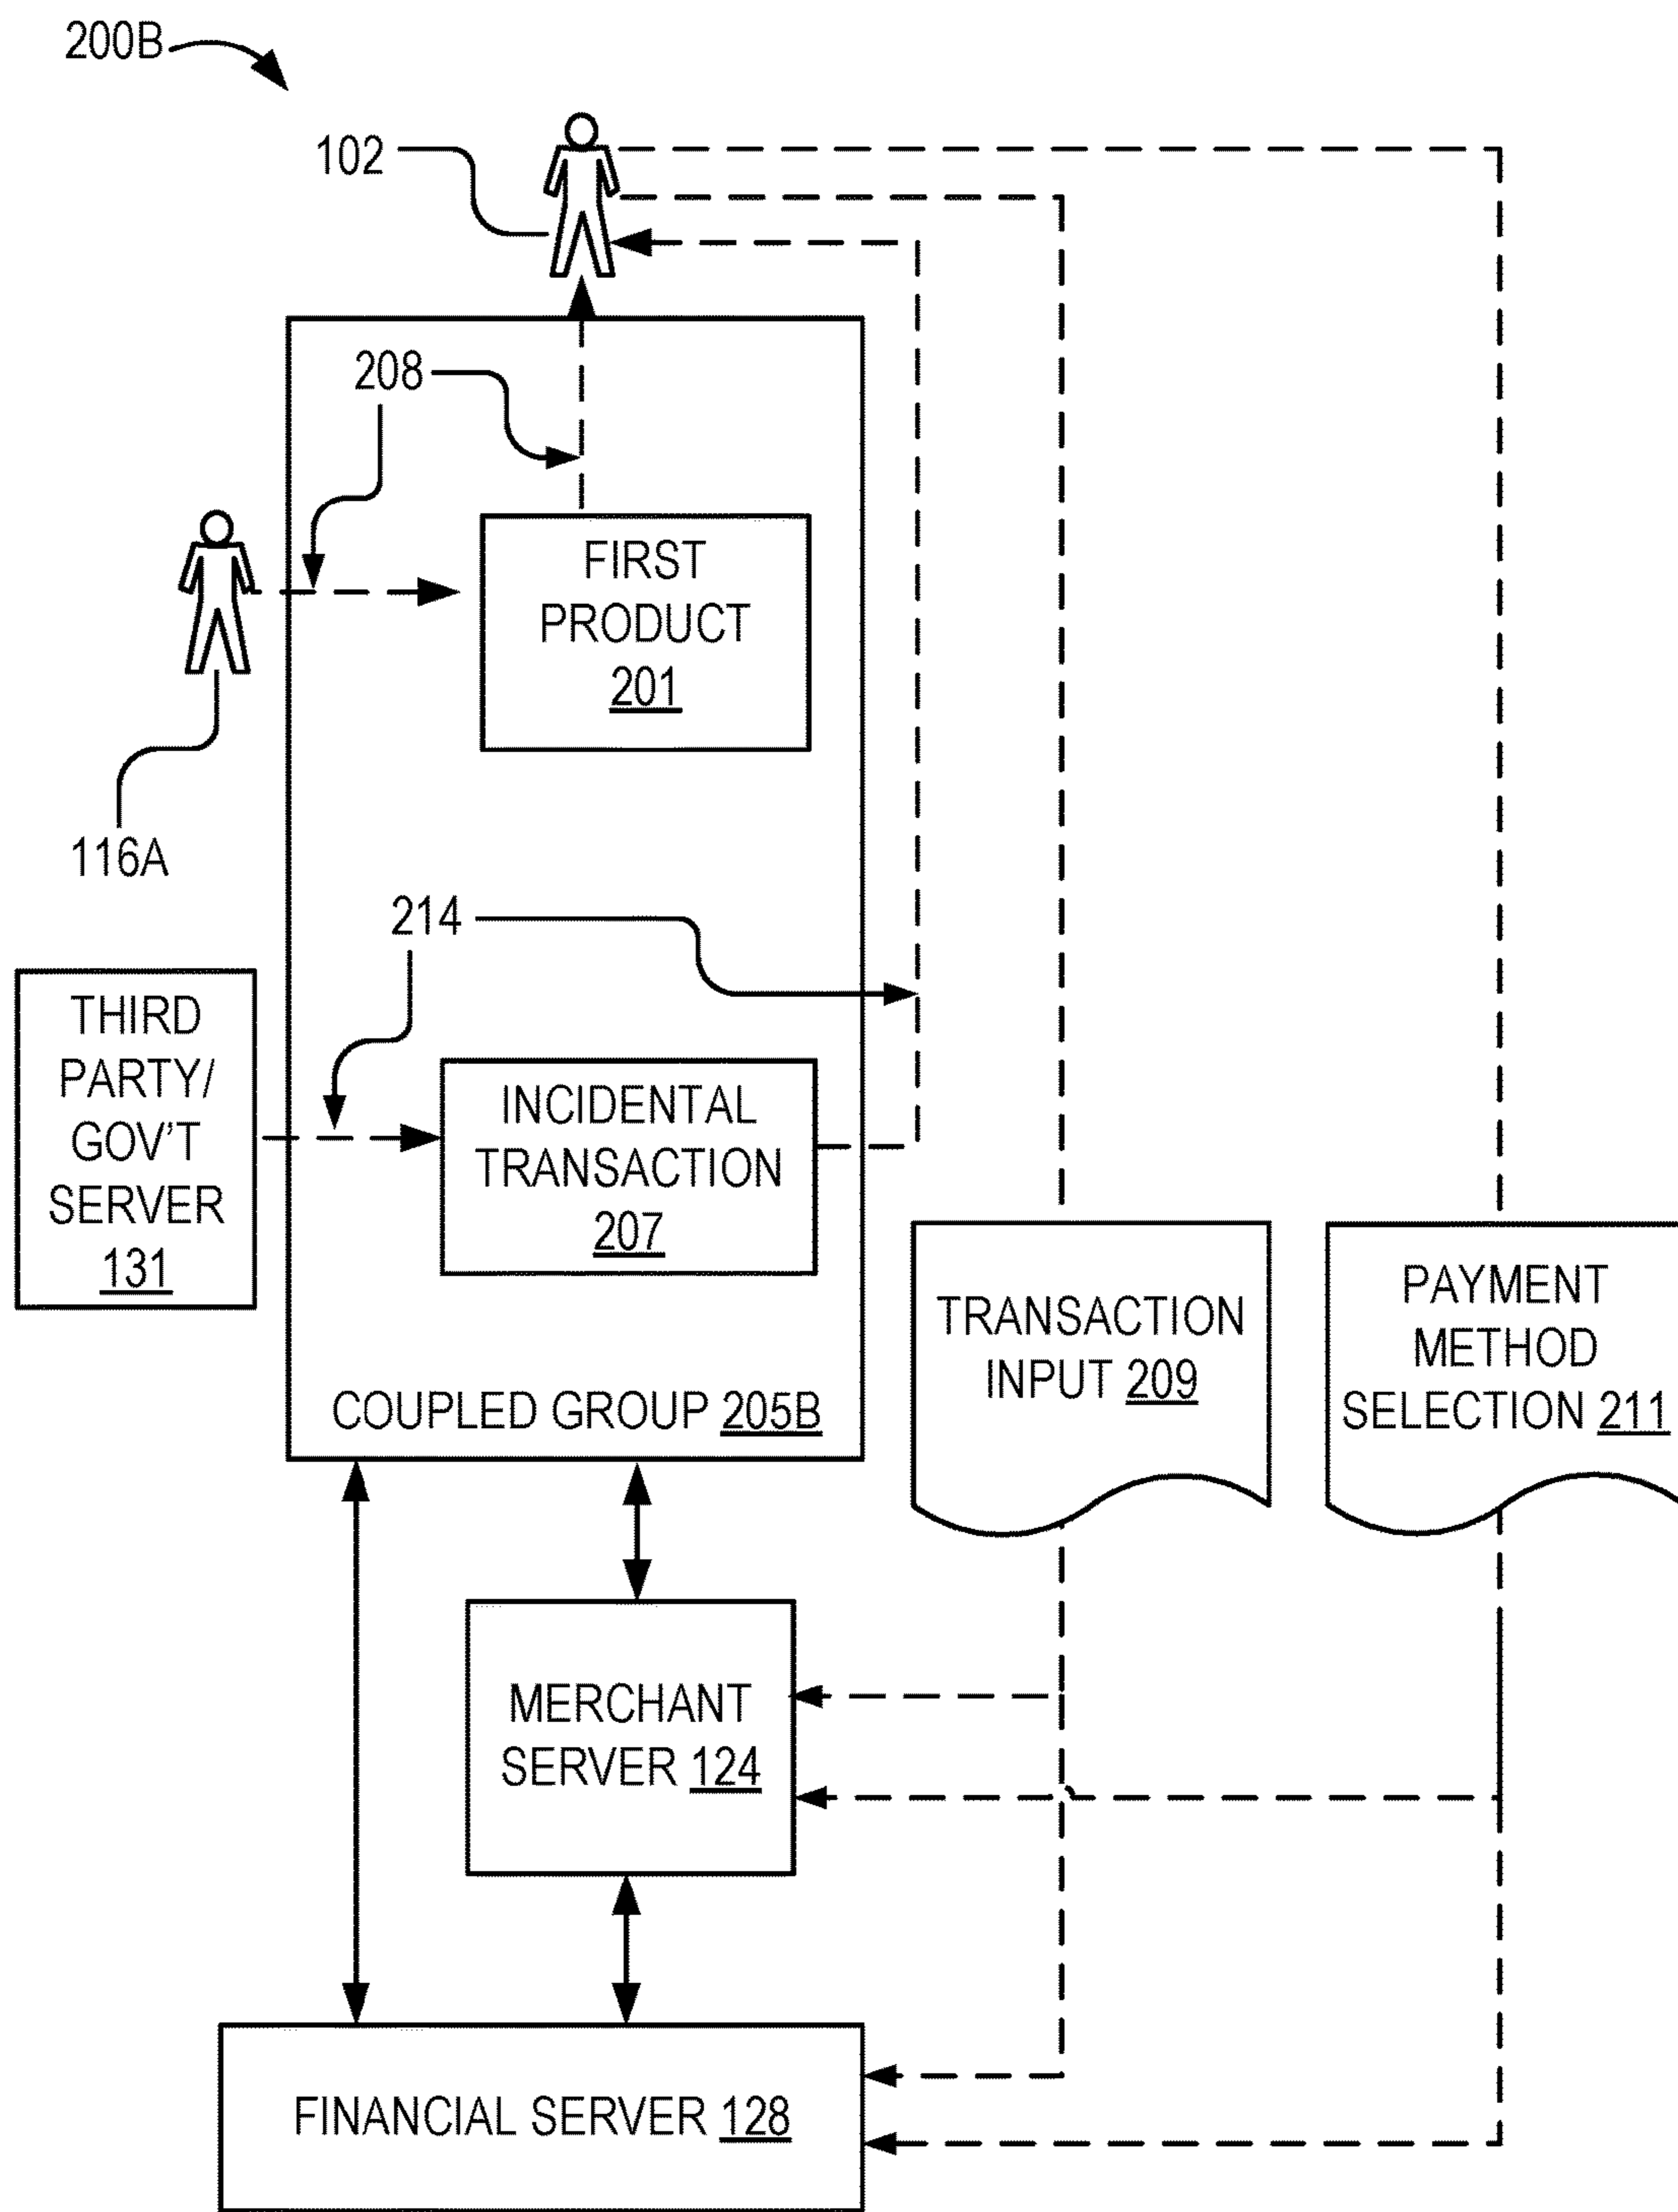 200B
102
208
FIRST
PRODUCT
201
116A
214
THIRD
PARTY/
GOV'T
SERVER
131
INCIDENTAL
TRANSACTION
207
COUPLED GROUP 205B
TRANSACTION
INPUT 209
PAYMENT
METHOD
SELECTION 211
MERCHANT
SERVER 124
FINANCIAL SERVER 128